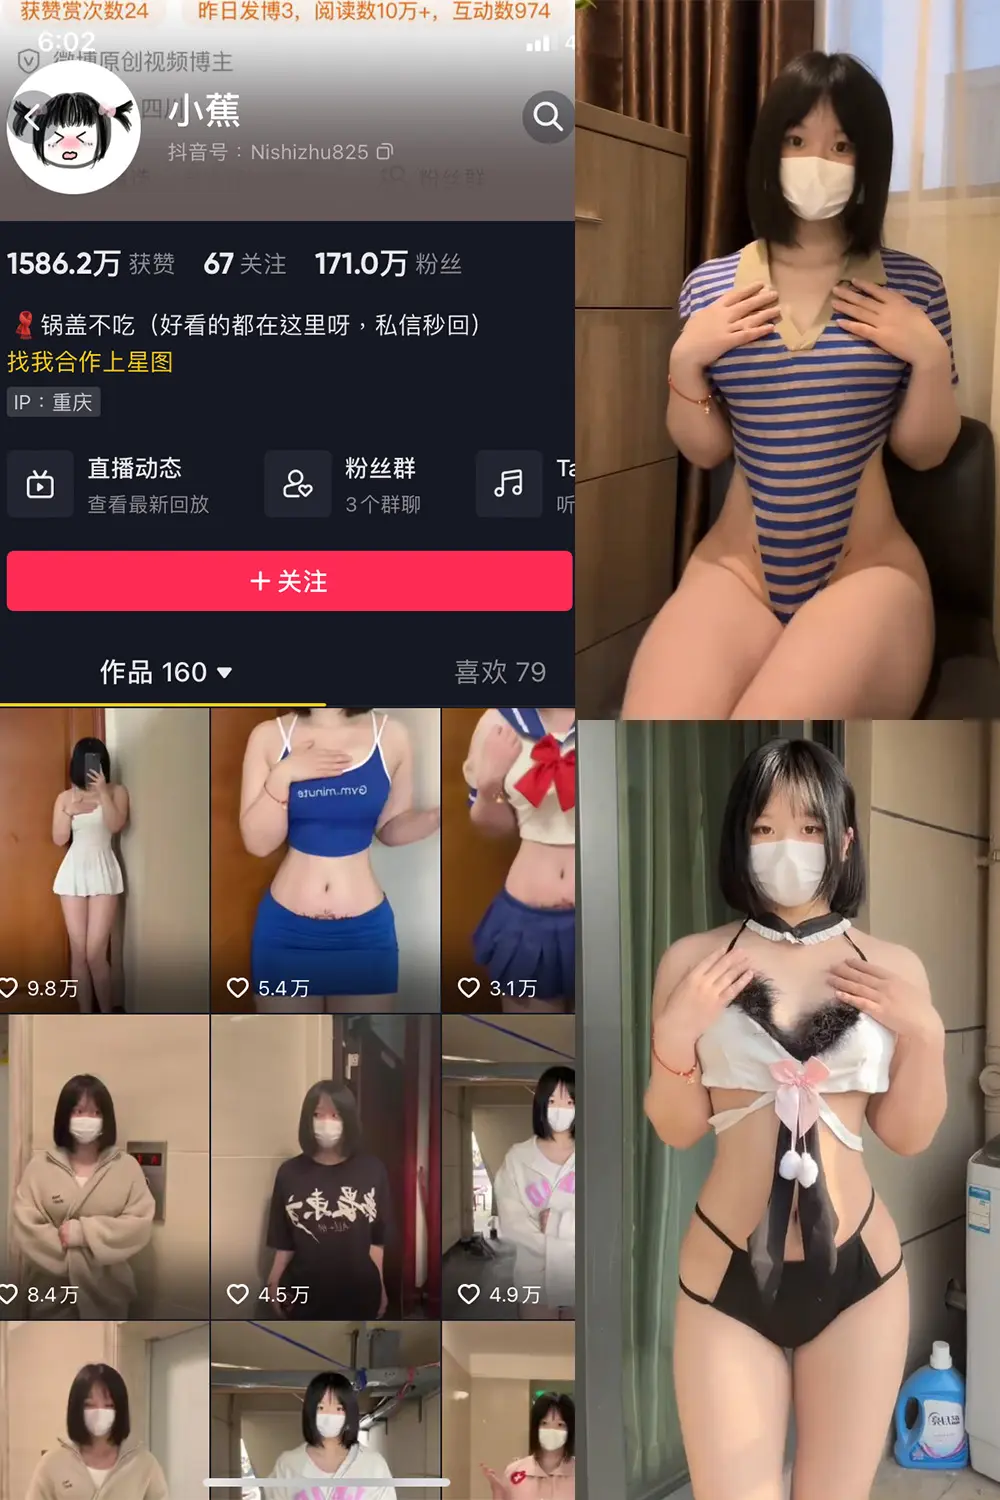 获赞赏次数24 昨日发博3，阅读数10万+，互动数974
6:02
微博原创视频博主
小蕉
抖音号：Nishizhu825
粉丝群
1586.2万 获赞 67 关注 171.0万 粉丝
锅盖不吃（好看的都在这里呀，私信秒回）
找我合作上星图
IP：重庆
直播动态
查看最新回放
粉丝群
3个群聊
听
+ 关注
作品 160
喜欢 79
Gym.minute
9.8万
5.4万
3.1万
8.4万
4.5万
4.9万